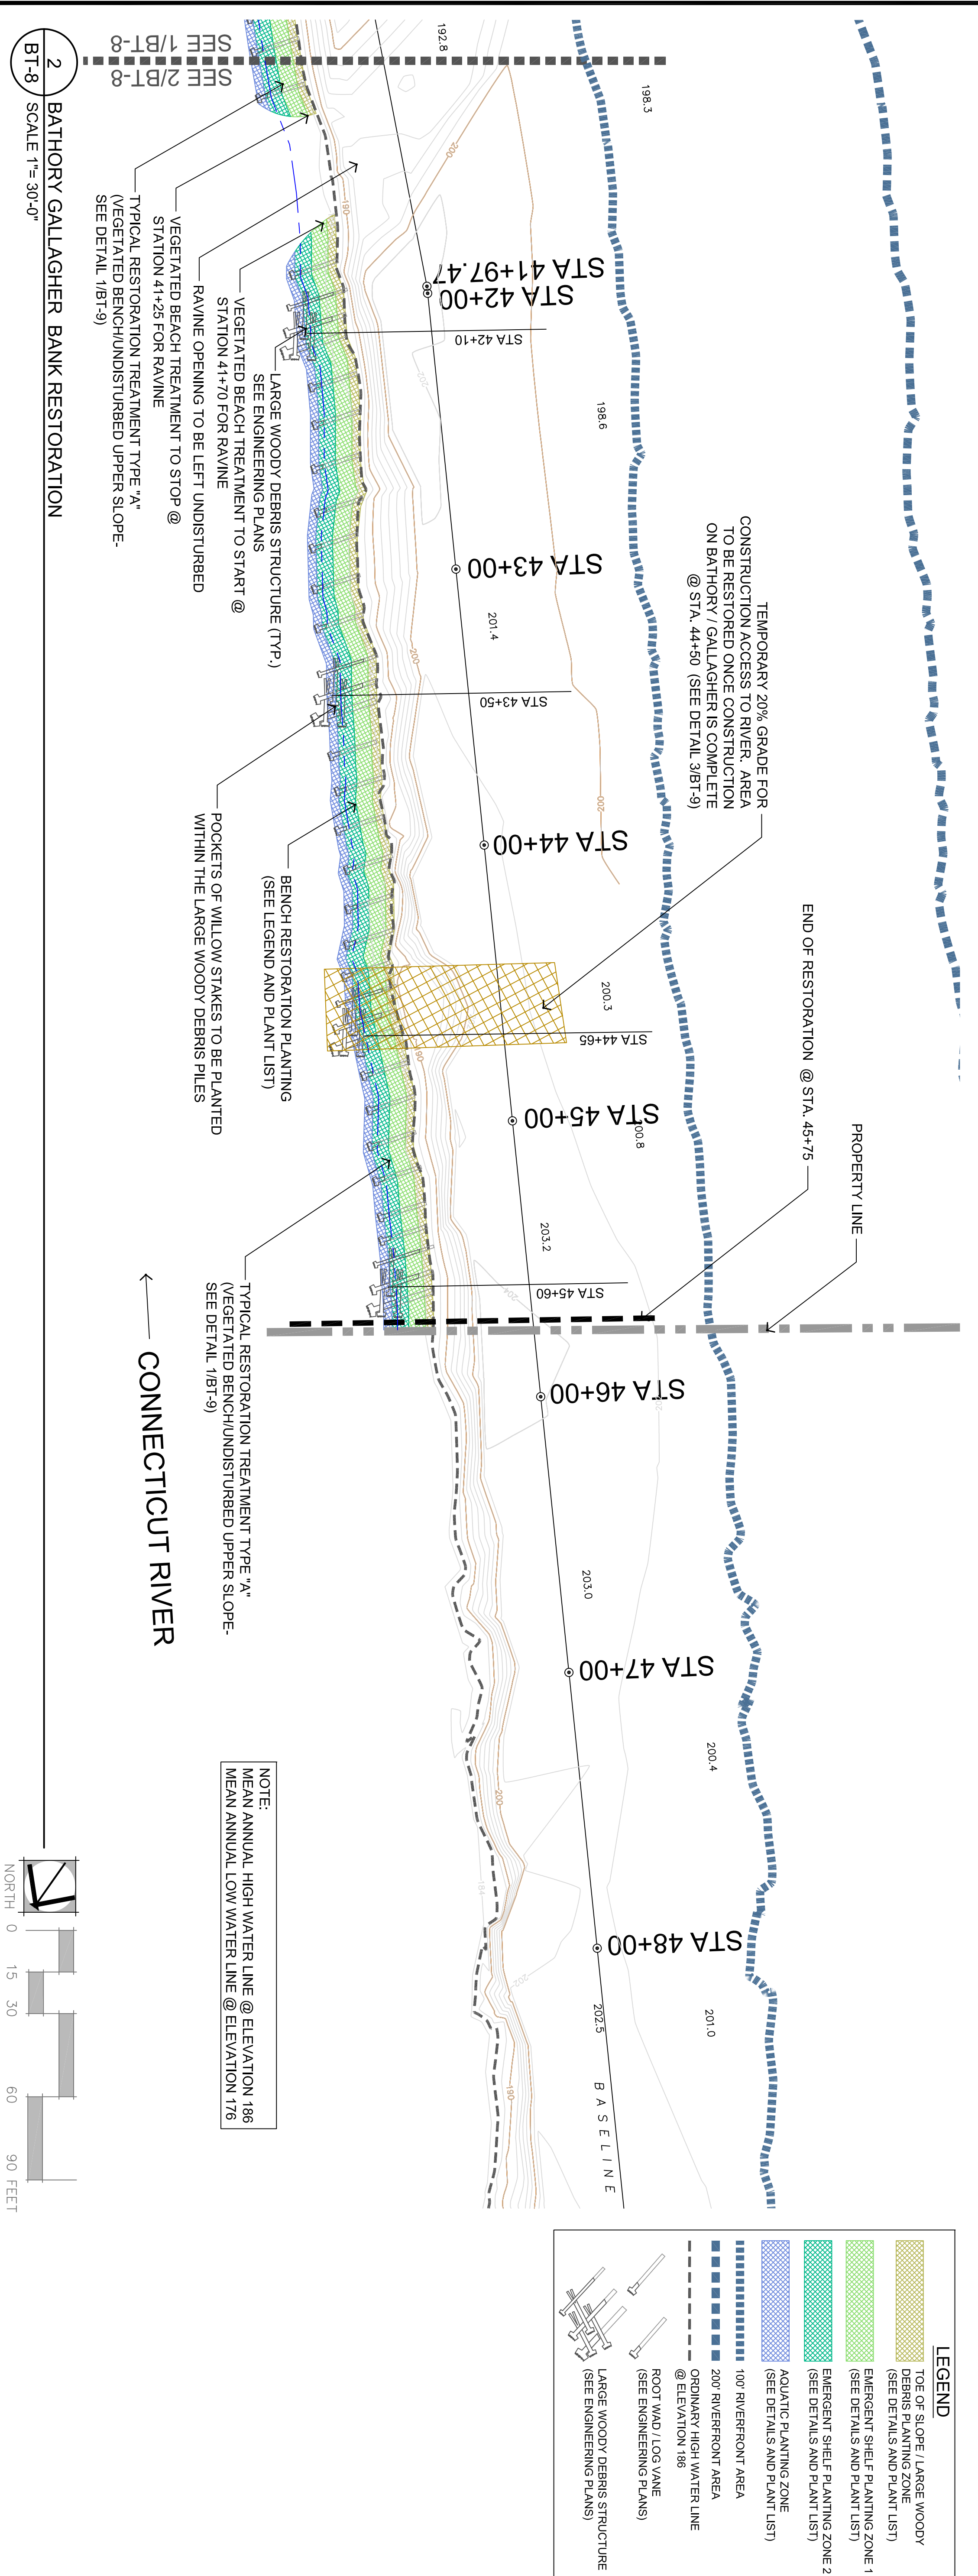 SEE 1/BT-8
SEE 2/BT-8
192.8
198.3
190
200
STA 41+97.47
STA 42+00
STA 42+10
202
198.6
STA 43+00
201.4
200
STA 43+50
200
STA 44+00
200.3
STA 44+65
190
STA 45+00
200.8
203.2
204
STA 45+60
STA 46+00
203.0
STA 47+00
200.4
200
184
STA 48+00
202
202.5
201.0
190
BASELINE
TEMPORARY 20% GRADE FOR
CONSTRUCTION ACCESS TO RIVER. AREA
TO BE RESTORED ONCE CONSTRUCTION
ON BATHORY / GALLAGHER IS COMPLETE
@ STA. 44+50 (SEE DETAIL 3/BT-9)
END OF RESTORATION @ STA. 45+75
PROPERTY LINE
LARGE WOODY DEBRIS STRUCTURE (TYP.)
SEE ENGINEERING PLANS
VEGETATED BEACH TREATMENT TO START @
STATION 41+70 FOR RAVINE
RAVINE OPENING TO BE LEFT UNDISTURBED
VEGETATED BEACH TREATMENT TO STOP @
STATION 41+25 FOR RAVINE
TYPICAL RESTORATION TREATMENT TYPE "A"
(VEGETATED BENCH/UNDISTURBED UPPER SLOPE-
SEE DETAIL 1/BT-9)
BENCH RESTORATION PLANTING
(SEE LEGEND AND PLANT LIST)
POCKETS OF WILLOW STAKES TO BE PLANTED
WITHIN THE LARGE WOODY DEBRIS PILES
TYPICAL RESTORATION TREATMENT TYPE "A"
(VEGETATED BENCH/UNDISTURBED UPPER SLOPE-
SEE DETAIL 1/BT-9)
CONNECTICUT RIVER
NOTE:
MEAN ANNUAL HIGH WATER LINE @ ELEVATION 186
MEAN ANNUAL LOW WATER LINE @ ELEVATION 176
2
BT-8
BATHORY GALLAGHER BANK RESTORATION
SCALE 1"= 30'-0"
NORTH
0 15 30 60 90 FEET
LEGEND
TOE OF SLOPE / LARGE WOODY
DEBRIS PLANTING ZONE
(SEE DETAILS AND PLANT LIST)
EMERGENT SHELF PLANTING ZONE 1
(SEE DETAILS AND PLANT LIST)
EMERGENT SHELF PLANTING ZONE 2
(SEE DETAILS AND PLANT LIST)
AQUATIC PLANTING ZONE
(SEE DETAILS AND PLANT LIST)
100' RIVERFRONT AREA
200' RIVERFRONT AREA
ORDINARY HIGH WATER LINE
@ ELEVATION 186
ROOT WAD / LOG VANE
(SEE ENGINEERING PLANS)
LARGE WOODY DEBRIS STRUCTURE
(SEE ENGINEERING PLANS)